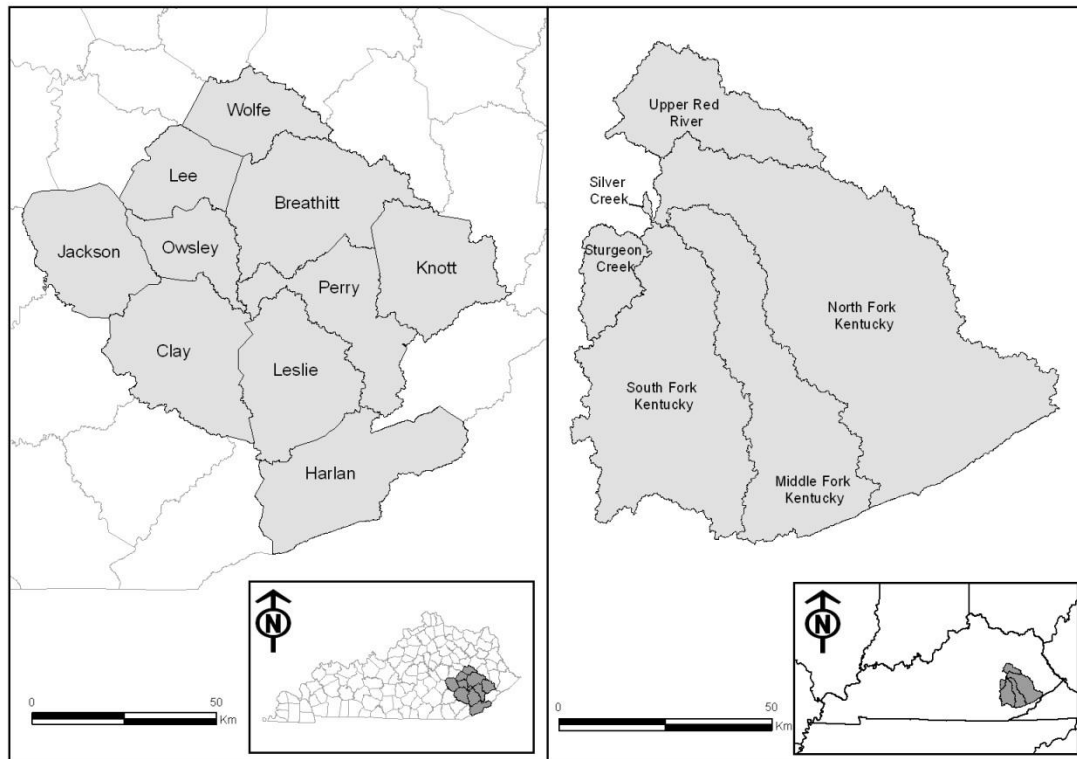 Wolfe
Lee
Breathitt
Jackson
Owsley
Knott
Perry
Clay
Leslie
Harlan
N
0
50
Km
Upper Red
River
Silver
Creek
Sturgeon
Creek
North Fork
Kentucky
South Fork
Kentucky
Middle Fork
Kentucky
N
0
50
Km